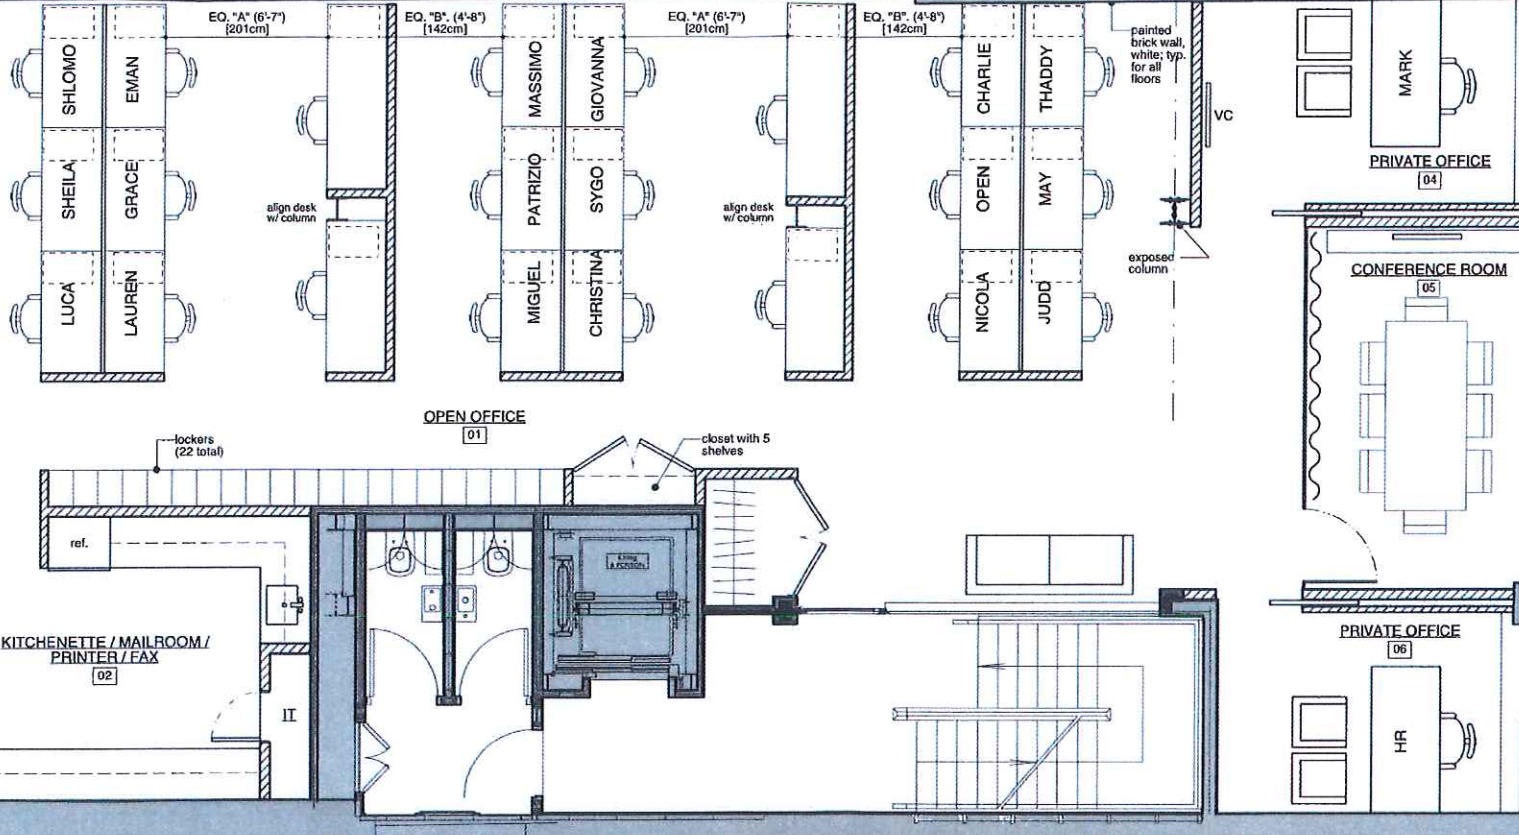 EQ. "A" (6'-7")
[201cm]
EQ. "B". (4'-8")
[142cm]
EQ. "A" (6'-7")
[201cm]
EQ. "B". (4'-8")
[142cm]
SHLOMO
EMAN
MASSIMO
GIOVANNA
CHARLIE
THADDY
painted
brick wall,
white; typ.
for all
floors
VC
MARK
PRIVATE OFFICE
04
SHEILA
GRACE
align desk
w/ column
PATRIZIO
SYGO
align desk
w/ column
OPEN
MAY
exposed
column
CONFERENCE ROOM
05
LUCA
LAUREN
MIGUEL
CHRISTINA
NICOLA
JUDD
OPEN OFFICE
01
lockers
(22 total)
closet with 5
shelves
ref.
KITCHENETTE / MAILROOM /
PRINTER / FAX
02
IT
PRIVATE OFFICE
06
HR